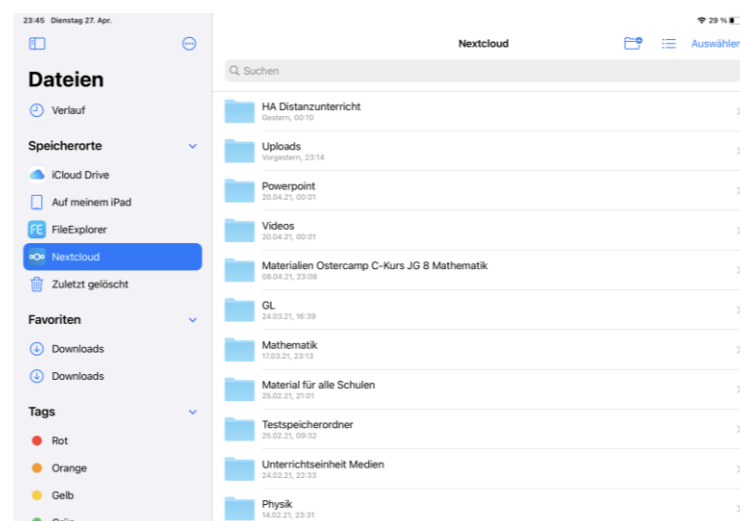 23:45 Dienstag 27. Apr.
29 %
Dateien
Verlauf
Speicherorte
iCloud Drive
Auf meinem iPad
FE FileExplorer
Nextcloud
Zuletzt gelöscht
Favoriten
Downloads
Downloads
Tags
Rot
Orange
Gelb
Nextcloud
Auswählen
Suchen
HA Distanzunterricht
Gestern, 00:10
Uploads
Vorgestern, 23:14
Powerpoint
20.04.21, 00:01
Videos
20.04.21, 00:01
Materialien Ostercamp C-Kurs JG 8 Mathematik
08.04.21, 23:08
GL
24.03.21, 16:39
Mathematik
17.03.21, 23:13
Material für alle Schulen
25.02.21, 21:01
Testspeicherordner
25.02.21, 09:32
Unterrichtseinheit Medien
24.02.21, 22:33
Physik
14.02.21, 23:31